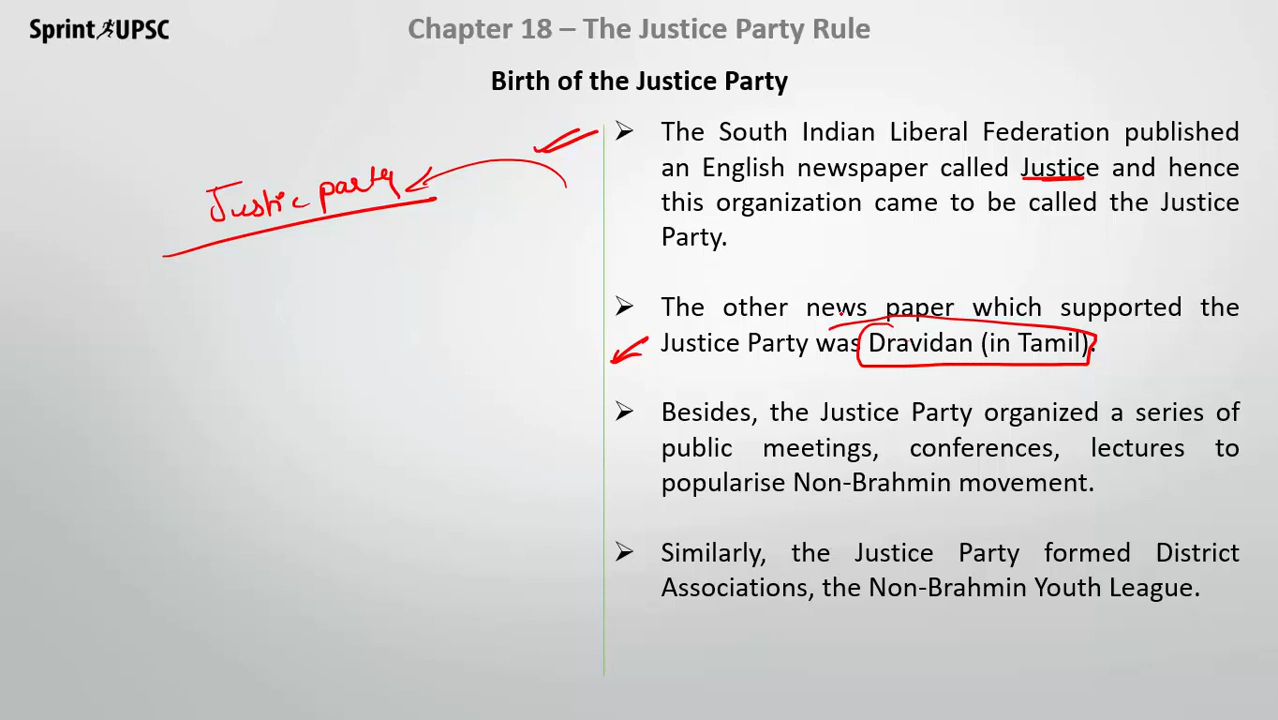 Sprint UPSC
Chapter 18 – The Justice Party Rule
Birth of the Justice Party
Justice party
➢ The South Indian Liberal Federation published
an English newspaper called Justice and hence
this organization came to be called the Justice
Party.
➢ The other news paper which supported the
Justice Party was Dravidan (in Tamil).
➢ Besides, the Justice Party organized a series of
public meetings, conferences, lectures to
popularise Non-Brahmin movement.
➢ Similarly, the Justice Party formed District
Associations, the Non-Brahmin Youth League.